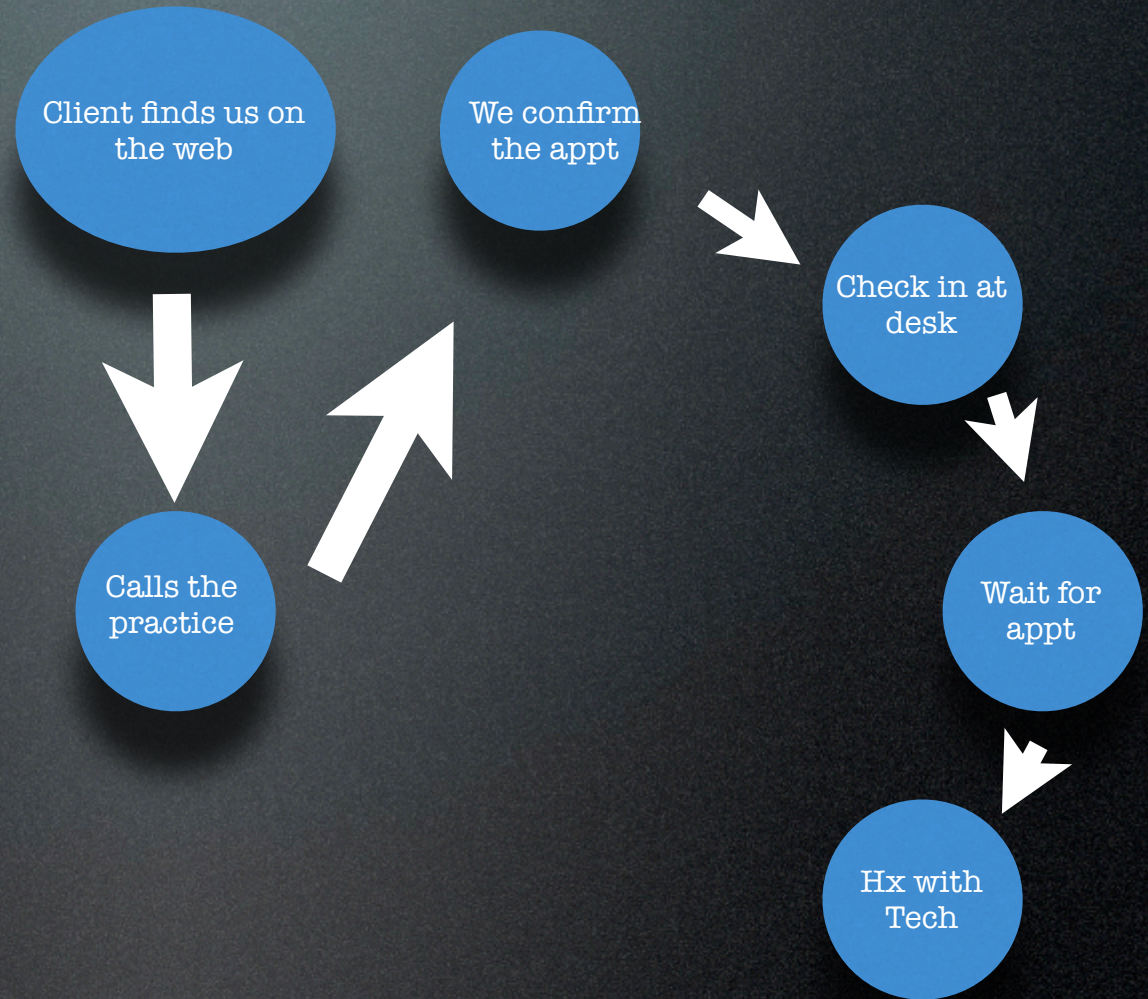 Client finds us on
the web
Calls the
practice
We confirm
the appt
Check in at
desk
Wait for
appt
Hx with
Tech